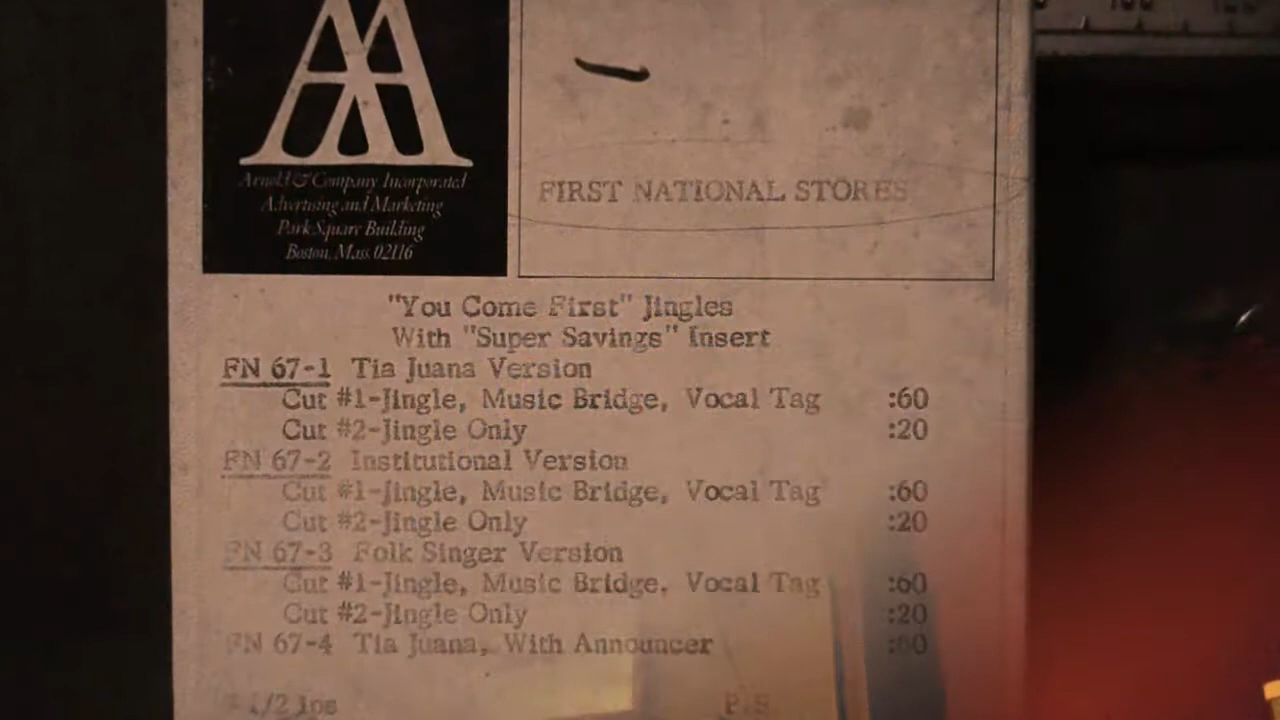 Arnold & Company Incorporated
Advertising and Marketing
Park Square Building
Boston, Mass. 02116
FIRST NATIONAL STORES
"You Come First" Jingles
With "Super Savings" Insert
FN 67-1 Tia Juana Version
Cut #1-Jingle, Music Bridge, Vocal Tag :60
Cut #2-Jingle Only :20
FN 67-2 Institutional Version
Cut #1-Jingle, Music Bridge, Vocal Tag :60
Cut #2-Jingle Only :20
FN 67-3 Folk Singer Version
Cut #1-Jingle, Music Bridge, Vocal Tag :60
Cut #2-Jingle Only :20
FN 67-4 Tia Juana, With Announcer :60
1/2 ips